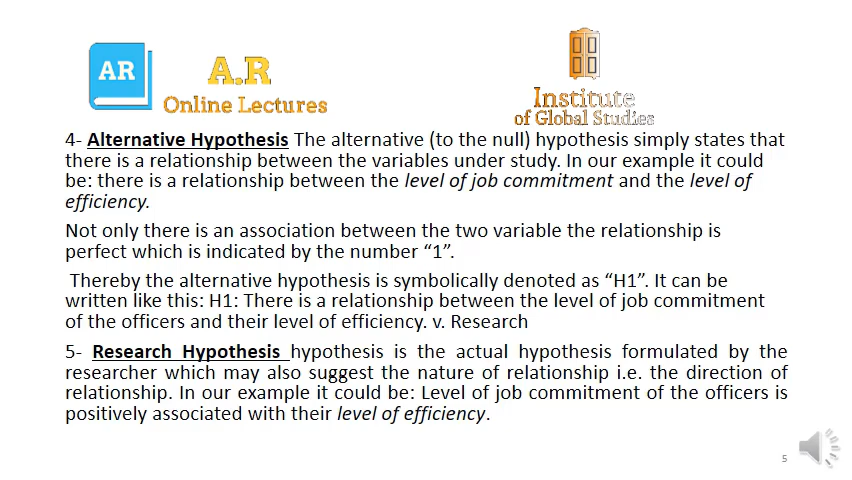 AR
A.R
Online Lectures
Institute
of Global Studies
4- Alternative Hypothesis The alternative (to the null) hypothesis simply states that
there is a relationship between the variables under study. In our example it could
be: there is a relationship between the level of job commitment and the level of
efficiency.
Not only there is an association between the two variable the relationship is
perfect which is indicated by the number “1”.
Thereby the alternative hypothesis is symbolically denoted as “H1”. It can be
written like this: H1: There is a relationship between the level of job commitment
of the officers and their level of efficiency. v. Research
5- Research Hypothesis hypothesis is the actual hypothesis formulated by the
researcher which may also suggest the nature of relationship i.e. the direction of
relationship. In our example it could be: Level of job commitment of the officers is
positively associated with their level of efficiency.
5